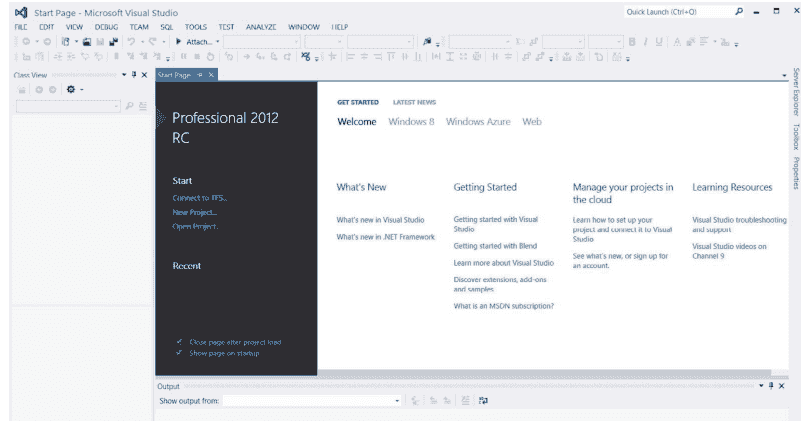 Start Page - Microsoft Visual Studio
Quick Launch (Ctrl+Q)
FILE EDIT VIEW DEBUG TEAM SQL TOOLS TEST ANALYZE WINDOW HELP
Attach...
Class View
Start Page
Server Explorer
Toolbox
Properties
Professional 2012
RC
Start
Connect to TFS...
New Project...
Open Project...
Recent
Close page after project load
Show page on startup
GET STARTED LATEST NEWS
Welcome Windows 8 Windows Azure Web
What's New
What's new in Visual Studio
What's new in .NET Framework
Getting Started
Getting started with Visual
Studio
Getting started with Blend
Learn more about Visual Studio
Discover extensions, add-ons
and samples
What is an MSDN subscription?
Manage your projects in
the cloud
Learn how to set up your
project and connect it to Visual
Studio
See what's new, or sign up for
an account.
Learning Resources
Visual Studio troubleshooting
and support
Visual Studio videos on
Channel 9
Output
Show output from: